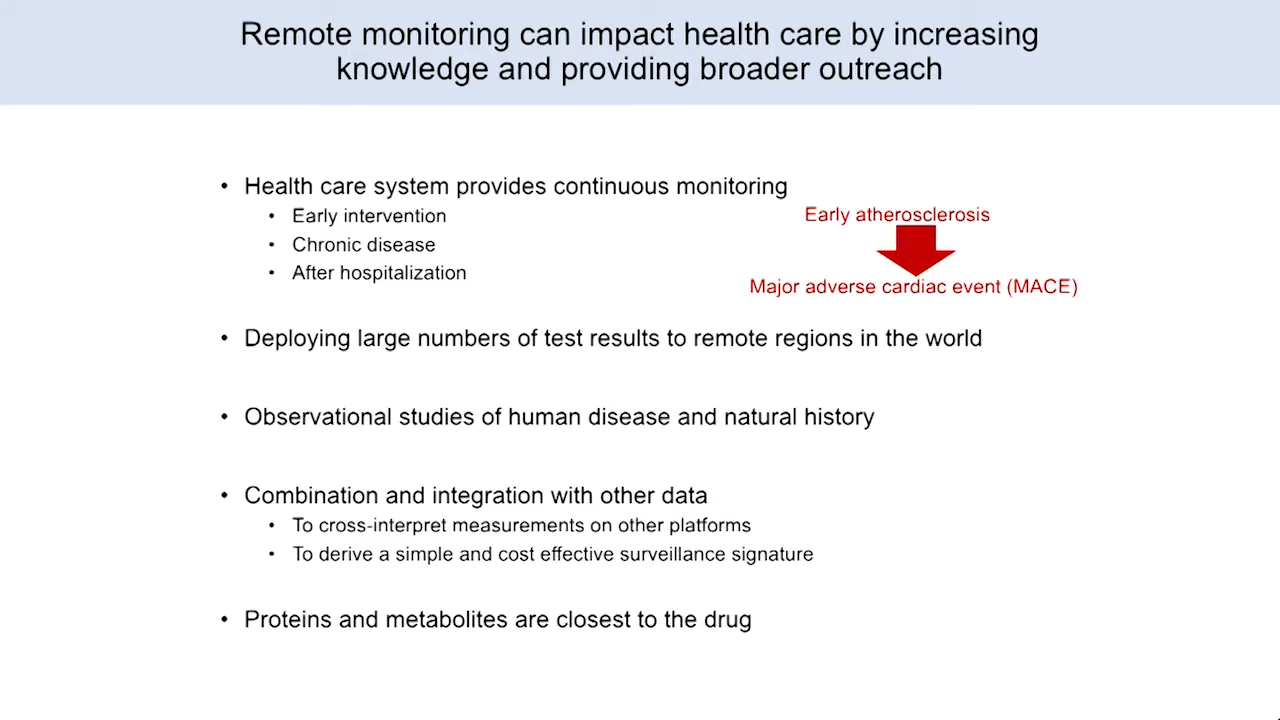 Remote monitoring can impact health care by increasing
knowledge and providing broader outreach
• Health care system provides continuous monitoring
• Early intervention
• Chronic disease
• After hospitalization
Early atherosclerosis
Major adverse cardiac event (MACE)
• Deploying large numbers of test results to remote regions in the world
• Observational studies of human disease and natural history
• Combination and integration with other data
• To cross-interpret measurements on other platforms
• To derive a simple and cost effective surveillance signature
• Proteins and metabolites are closest to the drug